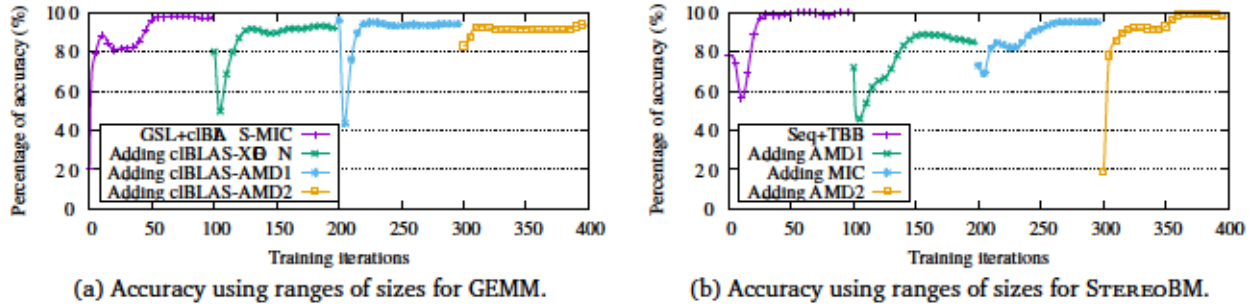 Percentage of accuracy (%)
100
80
60
40
20
0
GSL+clBLAS-MIC
Adding clBLAS-XEON
Adding clBLAS-AMD1
Adding clBLAS-AMD2
0 50 100 150 200 250 300 350 400
Training iterations
(a) Accuracy using ranges of sizes for GEMM.
Percentage of accuracy (%)
100
80
60
40
20
0
Seq+TBB
Adding AMD1
Adding MIC
Adding AMD2
0 50 100 150 200 250 300 350 400
Training iterations
(b) Accuracy using ranges of sizes for STEREOBM.